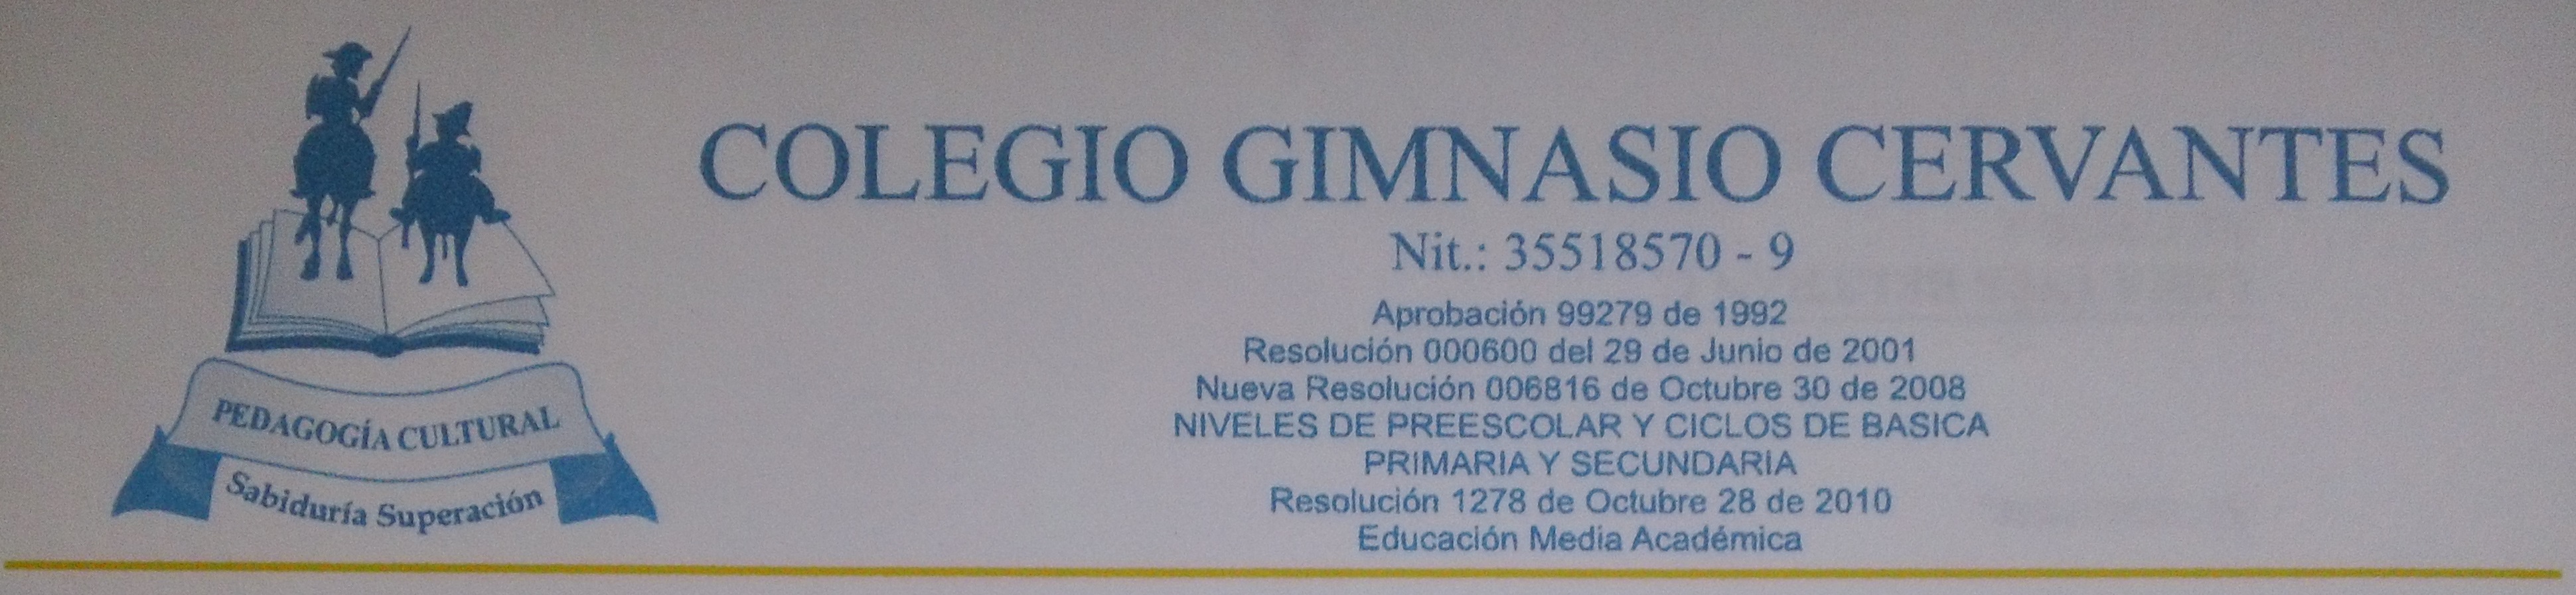 COLEGIO GIMNASIO CERVANTES
Nit.: 35518570 - 9
Aprobación 99279 de 1992
Resolución 000600 del 29 de Junio de 2001
Nueva Resolución 006816 de Octubre 30 de 2008
NIVELES DE PREESCOLAR Y CICLOS DE BASICA
PRIMARIA Y SECUNDARIA
Resolución 1278 de Octubre 28 de 2010
Educación Media Académica
PEDAGOGÍA CULTURAL
Sabiduría Superación